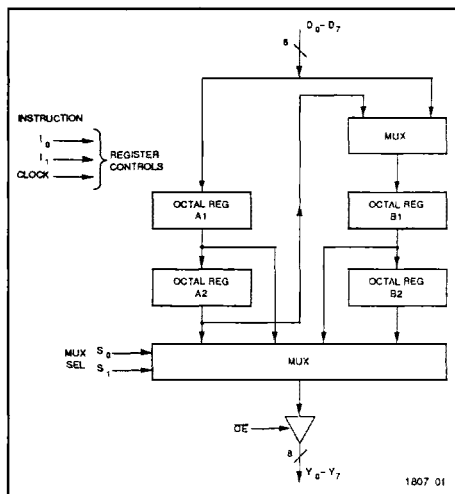 D0-D7
6
INSTRUCTION
I0
I1
CLOCK
REGISTER
CONTROLS
MUX
OCTAL REG
A1
OCTAL REG
B1
OCTAL REG
A2
OCTAL REG
B2
MUX
SEL
S0
S1
MUX
OE
8
Y0-Y7
1807 01